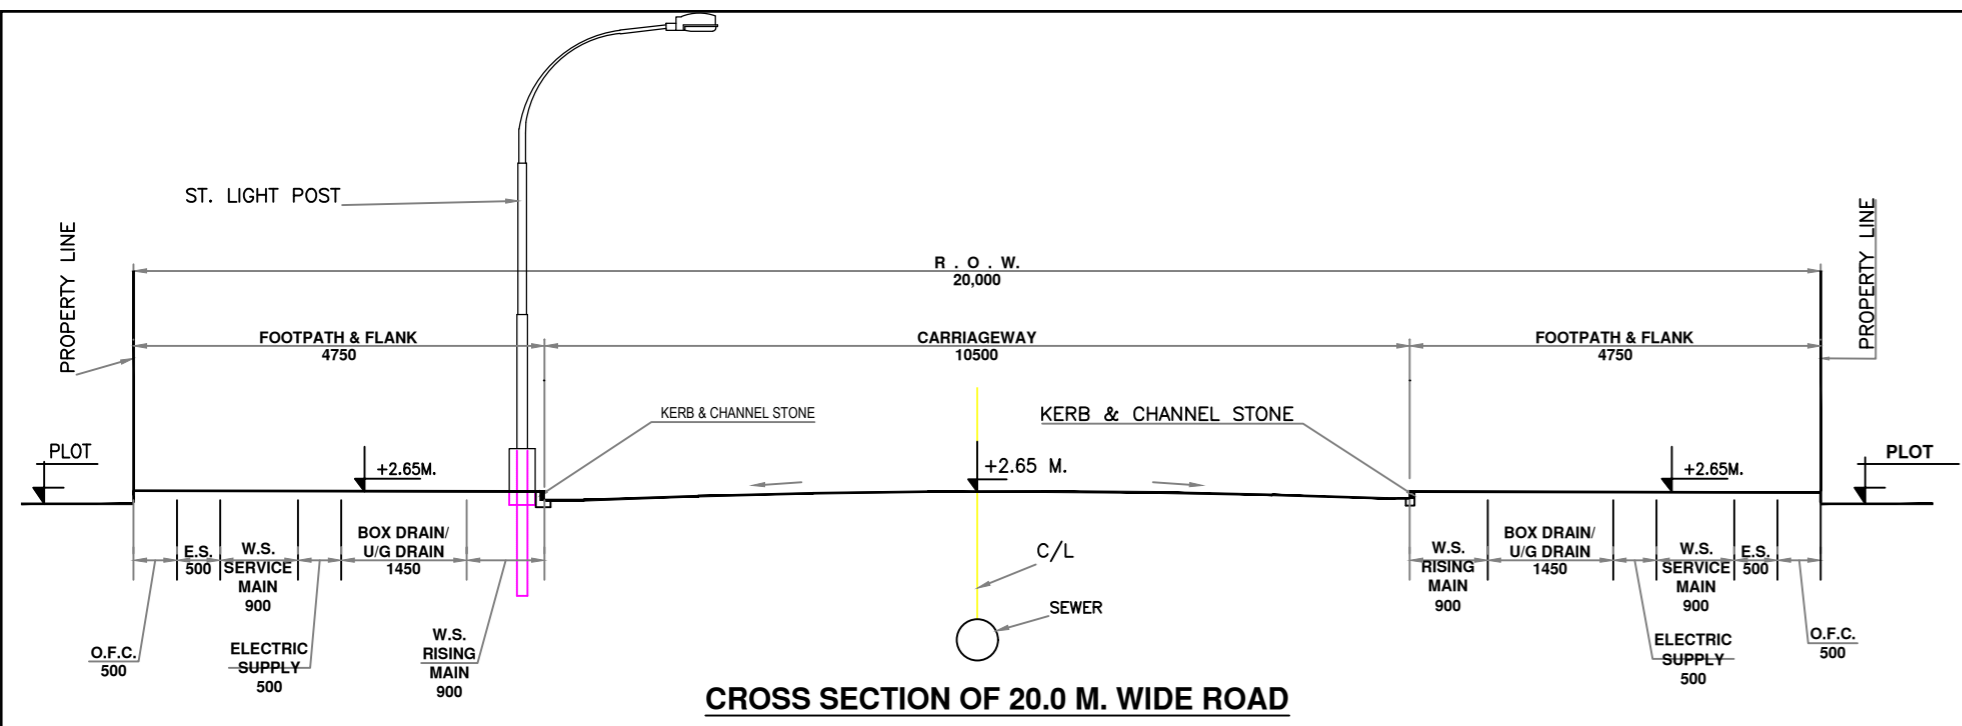 ST. LIGHT POST
PROPERTY LINE
PROPERTY LINE
R . O . W.
20,000
FOOTPATH & FLANK
4750
CARRIAGEWAY
10500
FOOTPATH & FLANK
4750
KERB & CHANNEL STONE
KERB & CHANNEL STONE
PLOT
+2.65M.
+2.65 M.
+2.65M.
PLOT
E.S.
500
W.S.
SERVICE
MAIN
900
BOX DRAIN/
U/G DRAIN
1450
C/L
SEWER
W.S.
RISING
MAIN
900
BOX DRAIN/
U/G DRAIN
1450
W.S.
SERVICE
MAIN
900
E.S.
500
O.F.C.
500
ELECTRIC
SUPPLY
500
W.S.
RISING
MAIN
900
ELECTRIC
SUPPLY
500
O.F.C.
500
CROSS SECTION OF 20.0 M. WIDE ROAD